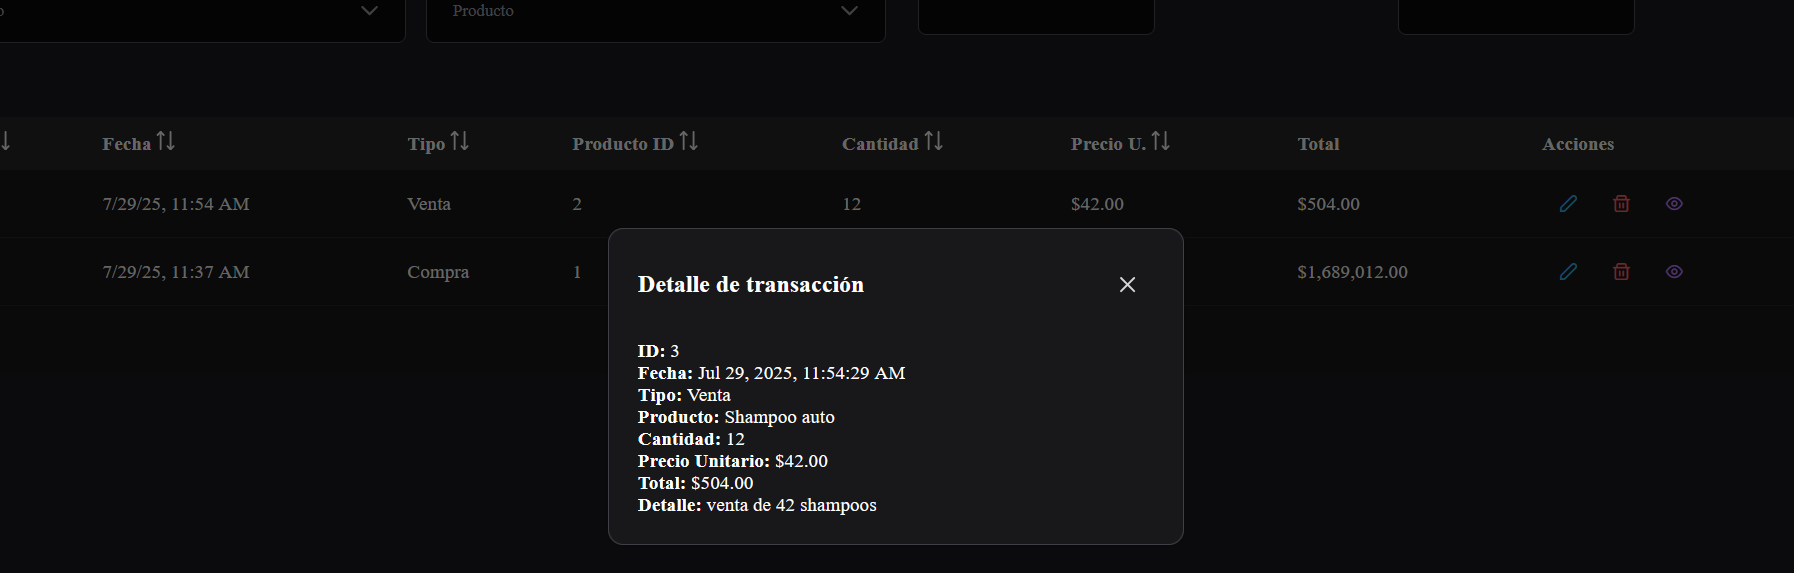 Producto
Fecha Tipo Producto ID Cantidad Precio U. Total Acciones
7/29/25, 11:54 AM Venta 2 12 $42.00 $504.00
7/29/25, 11:37 AM Compra 1 $1,689,012.00
Detalle de transacción
ID: 3
Fecha: Jul 29, 2025, 11:54:29 AM
Tipo: Venta
Producto: Shampoo auto
Cantidad: 12
Precio Unitario: $42.00
Total: $504.00
Detalle: venta de 42 shampoos